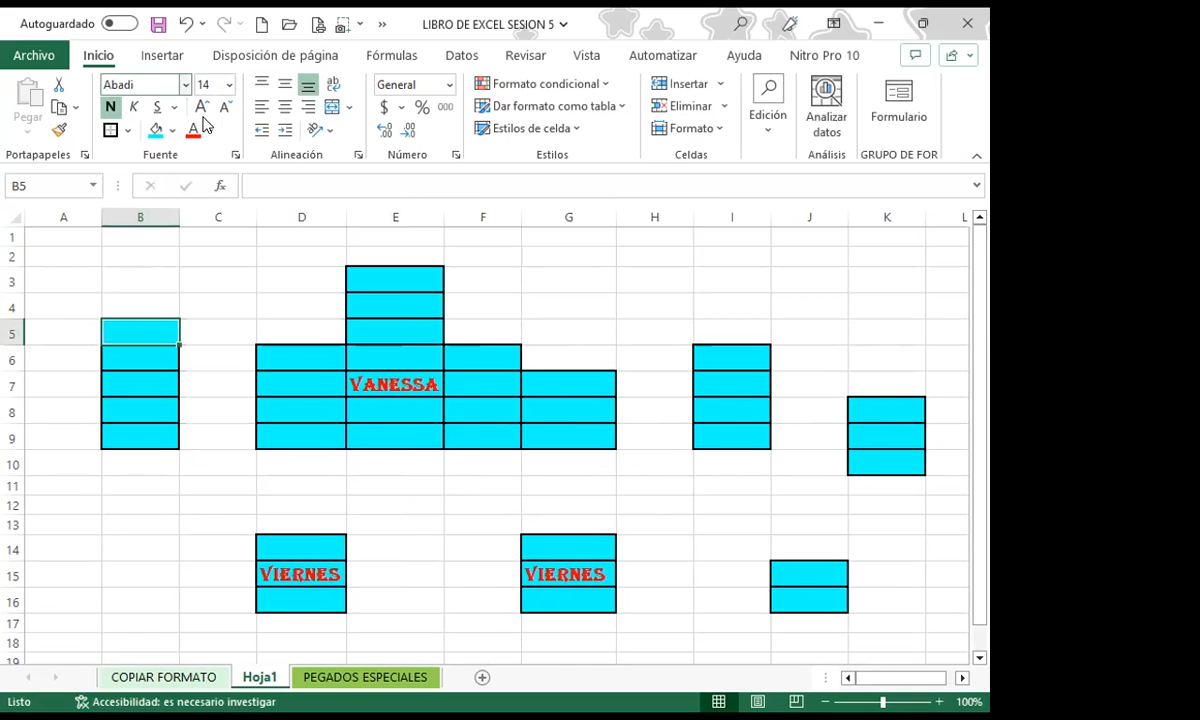 Autoguardado LIBRO DE EXCEL SESION 5
Archivo Inicio Insertar Disposición de página Fórmulas Datos Revisar Vista Automatizar Ayuda Nitro Pro 10
Pegar Abadi 14 General Formato condicional Insertar
N K S A A $ % 000 Dar formato como tabla Eliminar Edición Analizar datos Formulario
A Estilos de celda Formato
Portapapeles Fuente Alineación Número Estilos Celdas Análisis GRUPO DE FOR
B5 fx
A B C D E F G H I J K L
1
2
3
4
5
6
7 VANESSA
8
9
10
11
12
13
14
15 VIERNES VIERNES
16
17
18
19
COPIAR FORMATO Hoja1 PEGADOS ESPECIALES
Listo Accesibilidad: es necesario investigar 100%